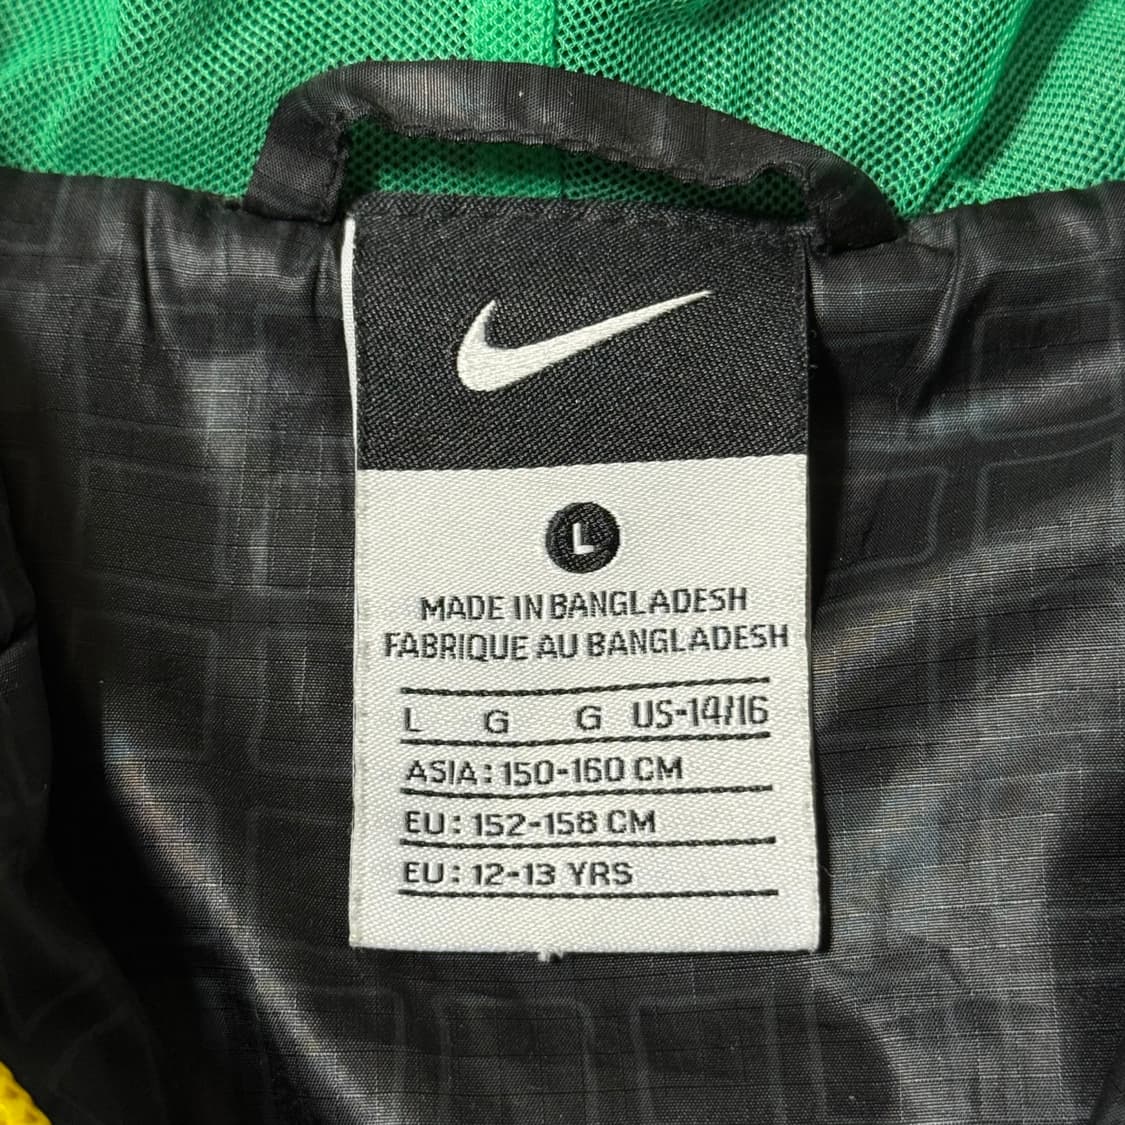 L
MADE IN BANGLADESH
FABRIQUE AU BANGLADESH
L G G US-14/16
ASIA: 150-160 CM
EU: 152-158 CM
EU: 12-13 YRS